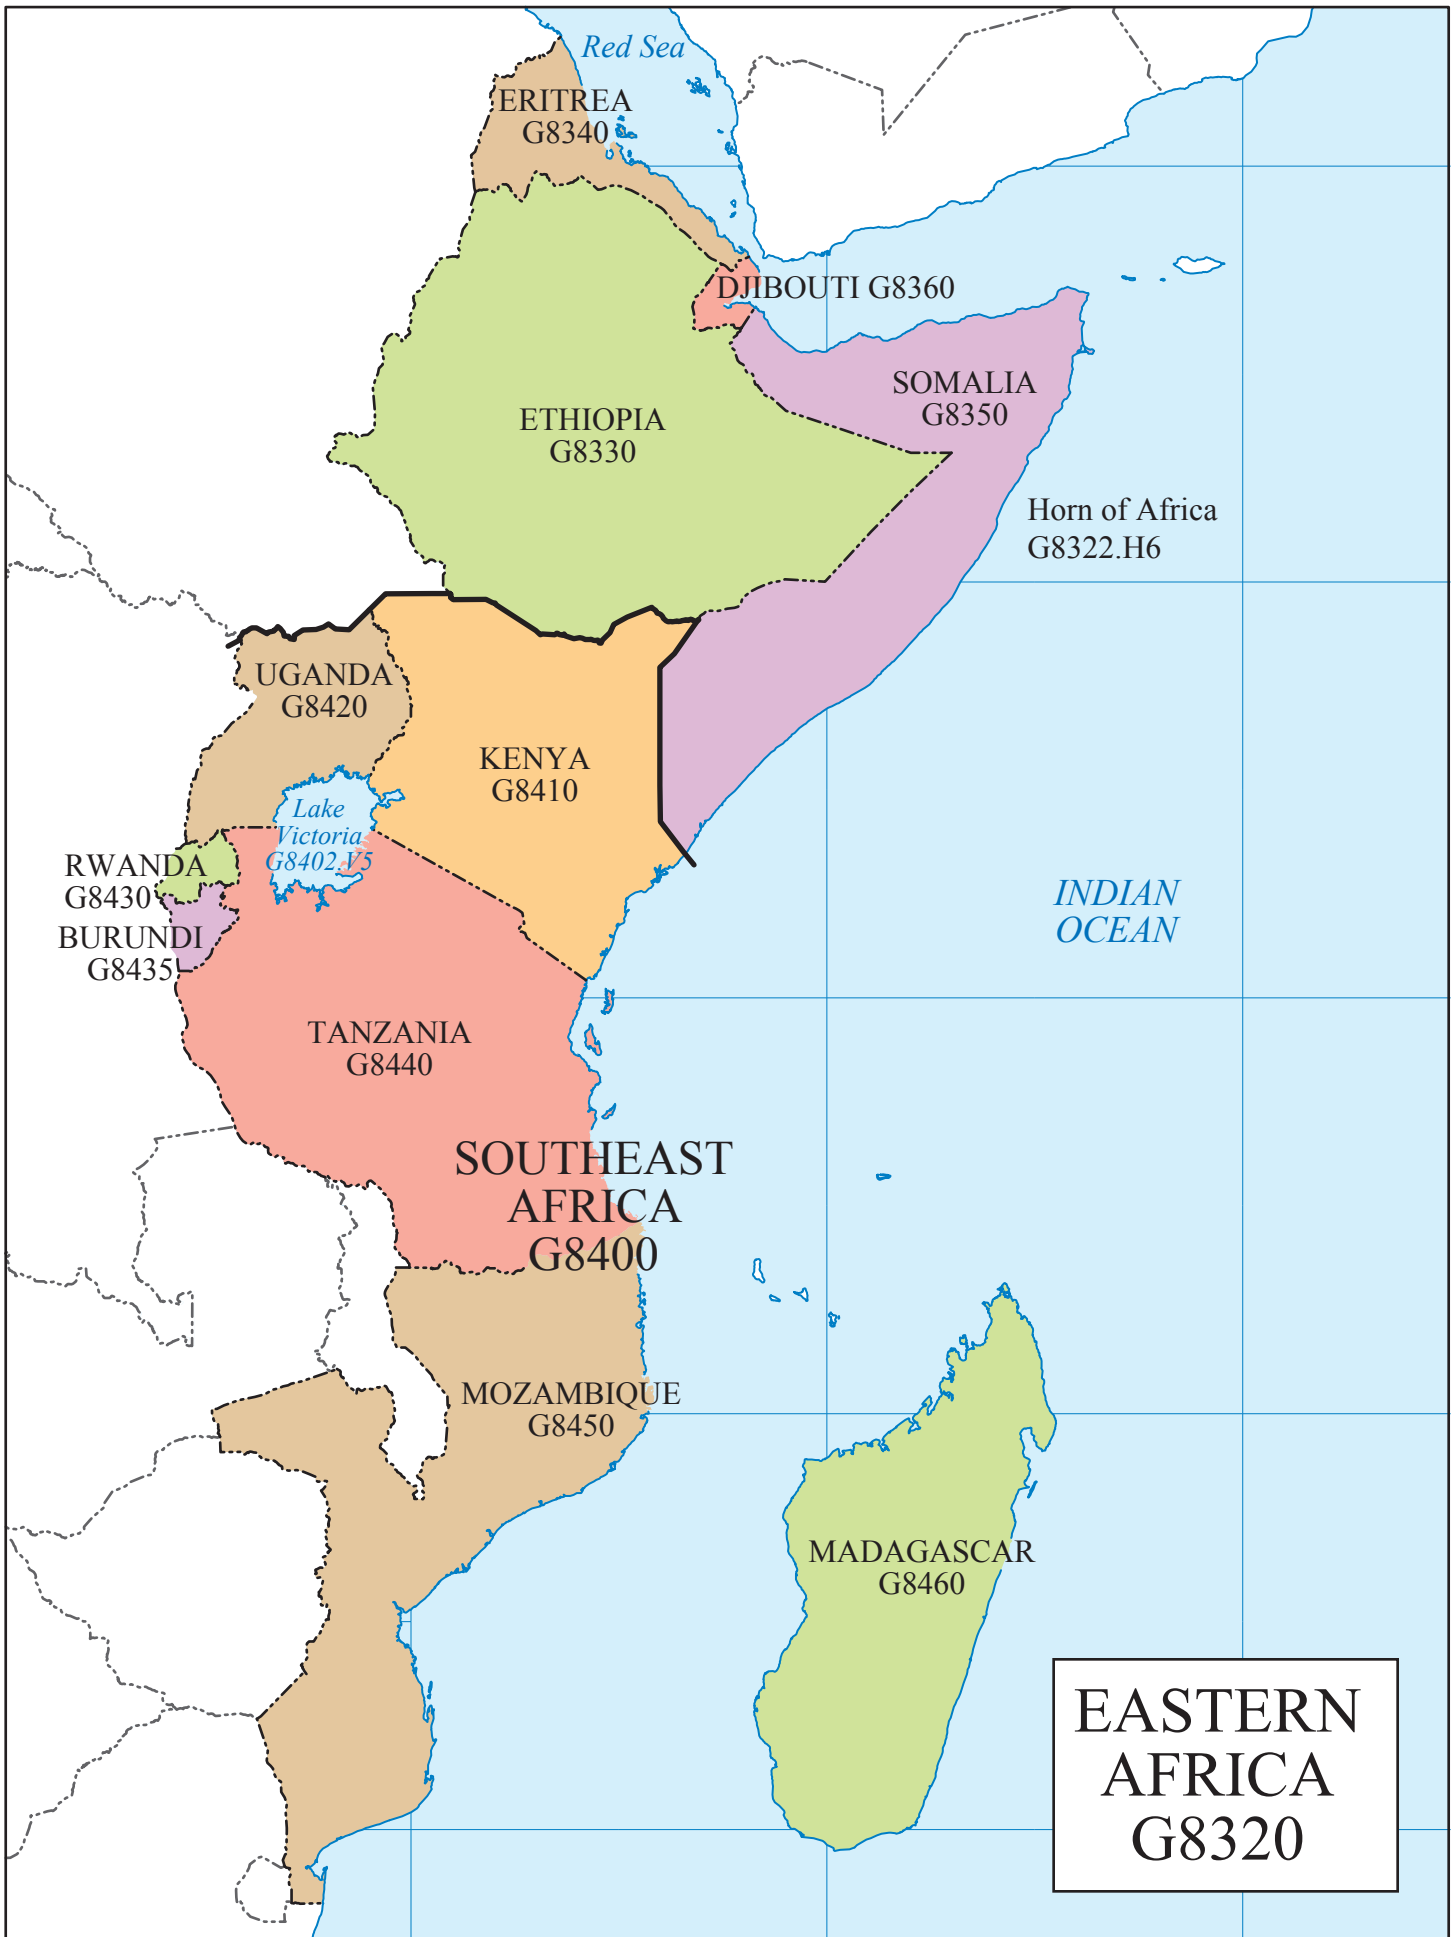 Red Sea
ERITREA
G8340
DJIBOUTI G8360
SOMALIA
G8350
ETHIOPIA
G8330
Horn of Africa
G8322.H6
UGANDA
G8420
KENYA
G8410
Lake
Victoria
G8402.V5
RWANDA
G8430
BURUNDI
G8435
INDIAN
OCEAN
TANZANIA
G8440
SOUTHEAST
AFRICA
G8400
MOZAMBIQUE
G8450
MADAGASCAR
G8460
EASTERN
AFRICA
G8320